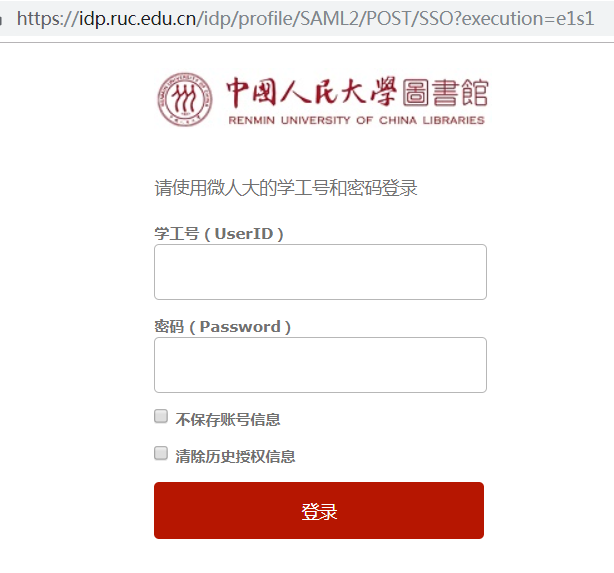 https://idp.ruc.edu.cn/idp/profile/SAML2/POST/SSO?execution=e1s1
中國人民大學圖書館
RENMIN UNIVERSITY OF CHINA LIBRARIES
请使用微人大的学工号和密码登录
学工号（UserID）
密码（Password）
不保存账号信息
清除历史授权信息
登录